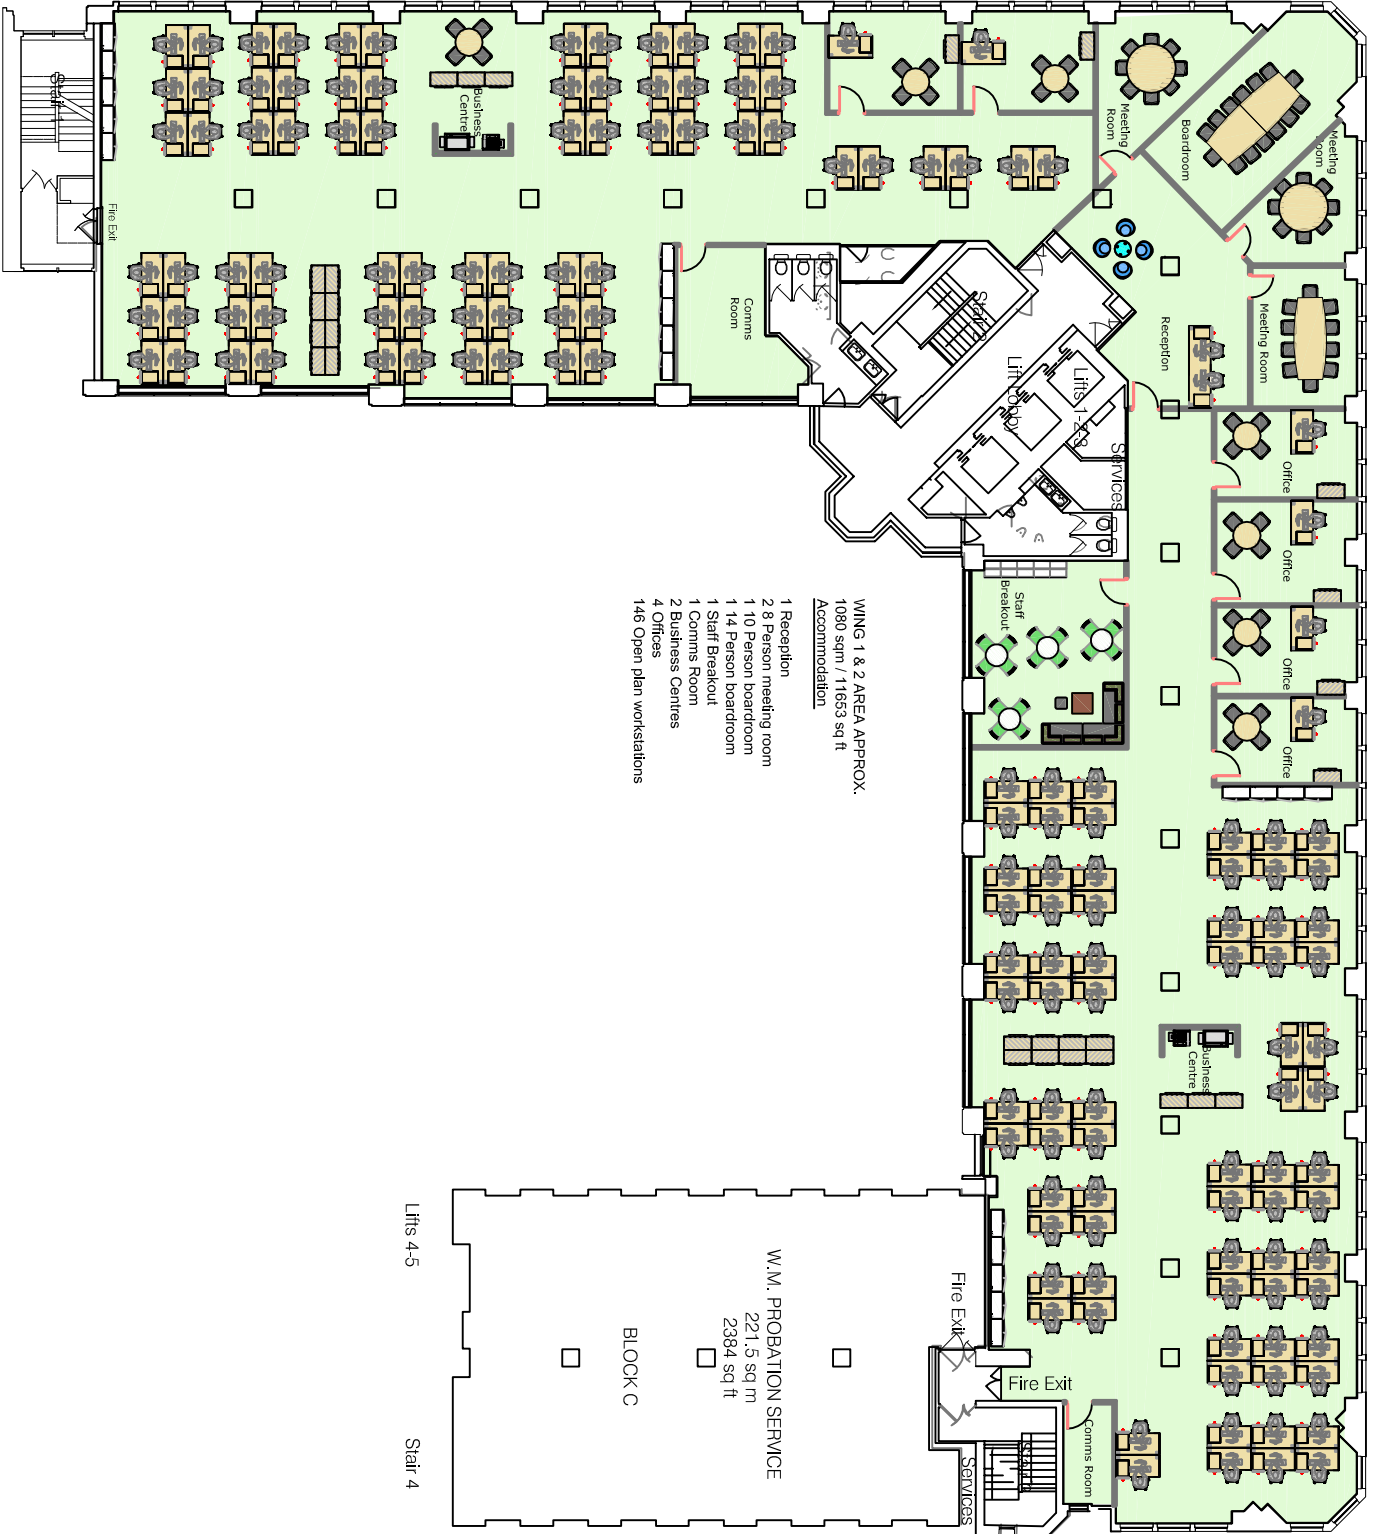 Business
Centre
Fire Exit
Comms
Room
Meeting
Room
Boardroom
Meeting
Room
Meeting Room
Reception
Stair 2
Lift Lobby
Lifts 1-2-3
Services
Office
Office
Office
Office
Staff
Breakout
WING 1 & 2 AREA APPROX.
1080 sqm / 11653 sq ft
Accommodation
1 Reception
2 8 Person meeting room
1 10 Person boardroom
1 14 Person boardroom
1 Staff Breakout
1 Comms Room
2 Business Centres
4 Offices
146 Open plan workstations
Business
Centre
Lifts 4-5
Stair 4
W.M. PROBATION SERVICE
221.5 sq m
2384 sq ft
BLOCK C
Fire Exit
Fire Exit
Comms Room
Services